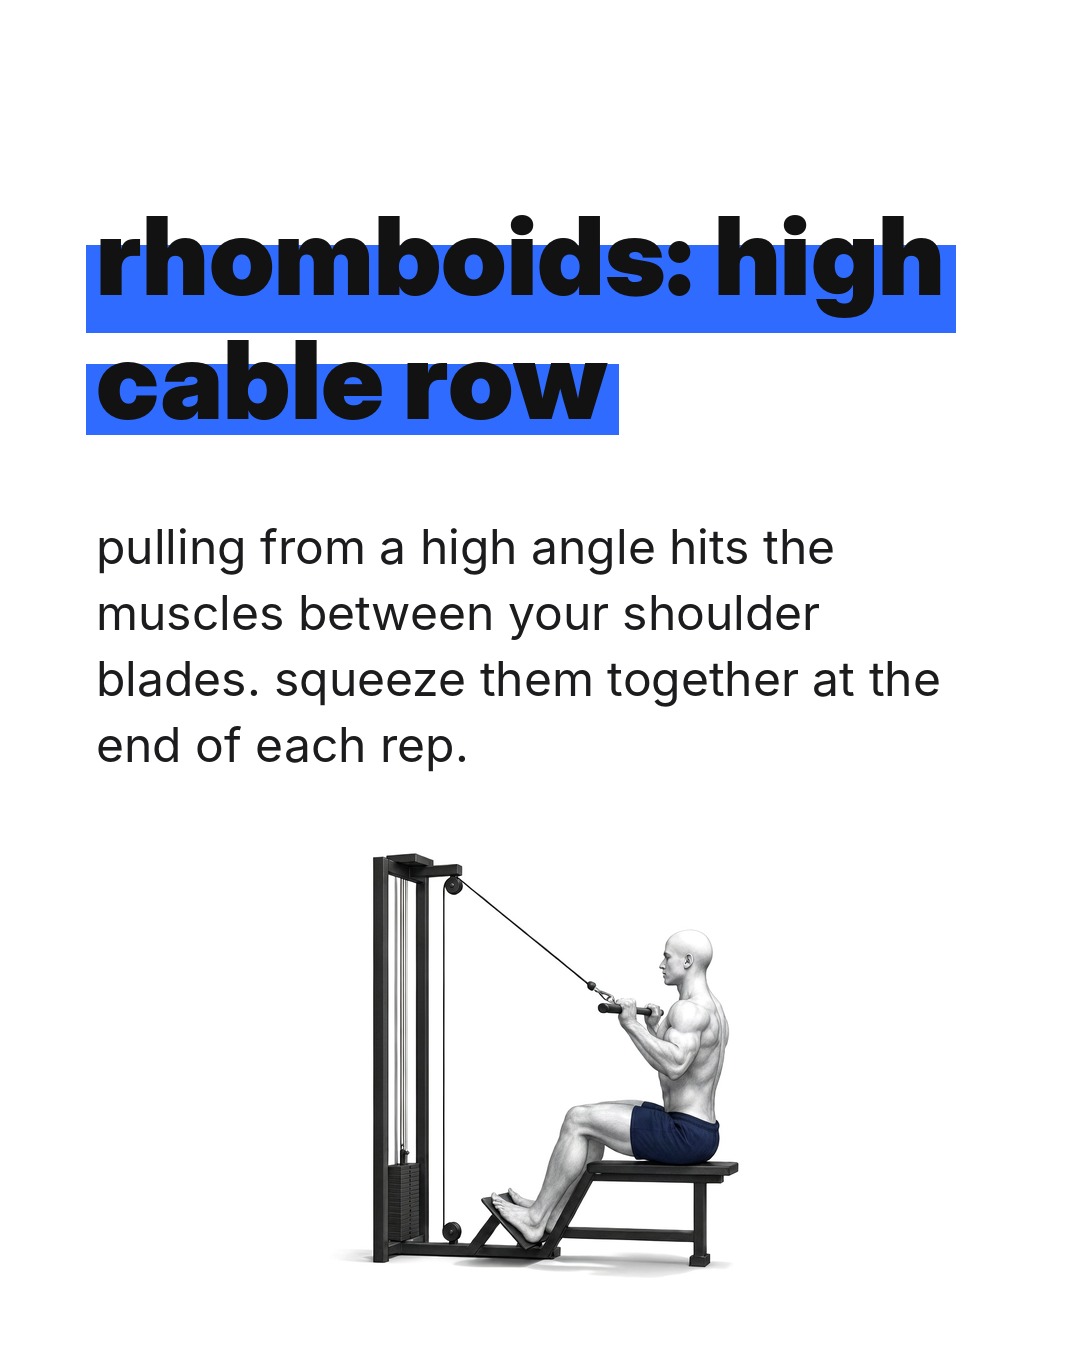 rhomboids: high
cable row
pulling from a high angle hits the
muscles between your shoulder
blades. squeeze them together at the
end of each rep.